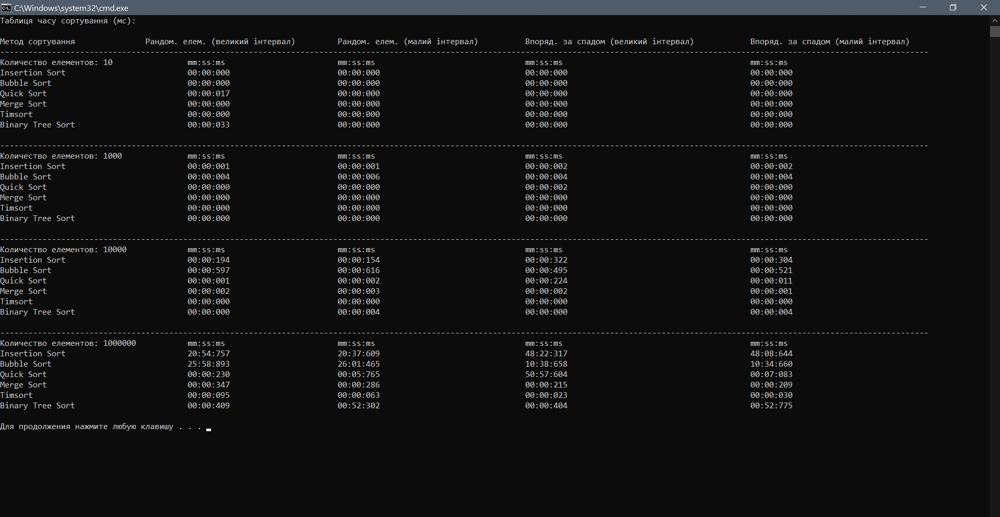 C:\Windows\system32\cmd.exe
Таблиця часу сортування (мс):
Метод сортування Рандом. елем. (великий інтервал) Рандом. елем. (малий інтервал) Впоряд. за спадом (великий інтервал) Впоряд. за спадом (малий інтервал)
Количество елементов: 10 mm:ss:ms mm:ss:ms mm:ss:ms mm:ss:ms
Insertion Sort 00:00:000 00:00:000 00:00:000 00:00:000
Bubble Sort 00:00:000 00:00:000 00:00:000 00:00:000
Quick Sort 00:00:017 00:00:000 00:00:000 00:00:000
Merge Sort 00:00:000 00:00:000 00:00:000 00:00:000
Timsort 00:00:000 00:00:000 00:00:000 00:00:000
Binary Tree Sort 00:00:033 00:00:000 00:00:000 00:00:000
Количество елементов: 1000 mm:ss:ms mm:ss:ms mm:ss:ms mm:ss:ms
Insertion Sort 00:00:001 00:00:001 00:00:002 00:00:002
Bubble Sort 00:00:004 00:00:006 00:00:004 00:00:004
Quick Sort 00:00:000 00:00:000 00:00:002 00:00:000
Merge Sort 00:00:000 00:00:000 00:00:000 00:00:000
Timsort 00:00:000 00:00:000 00:00:000 00:00:000
Binary Tree Sort 00:00:000 00:00:000 00:00:000 00:00:000
Количество елементов: 10000 mm:ss:ms mm:ss:ms mm:ss:ms mm:ss:ms
Insertion Sort 00:00:194 00:00:154 00:00:322 00:00:304
Bubble Sort 00:00:597 00:00:616 00:00:495 00:00:521
Quick Sort 00:00:001 00:00:002 00:00:224 00:00:011
Merge Sort 00:00:002 00:00:003 00:00:002 00:00:001
Timsort 00:00:000 00:00:000 00:00:000 00:00:000
Binary Tree Sort 00:00:000 00:00:004 00:00:000 00:00:004
Количество елементов: 1000000 mm:ss:ms mm:ss:ms mm:ss:ms mm:ss:ms
Insertion Sort 20:54:757 20:37:609 48:22:317 48:08:644
Bubble Sort 25:58:893 26:01:465 10:38:658 10:34:660
Quick Sort 00:00:230 00:05:765 50:57:604 00:07:083
Merge Sort 00:00:347 00:00:286 00:00:215 00:00:209
Timsort 00:00:095 00:00:063 00:00:023 00:00:030
Binary Tree Sort 00:00:409 00:52:302 00:00:404 00:52:775
Для продолжения нажмите любую клавишу . . .